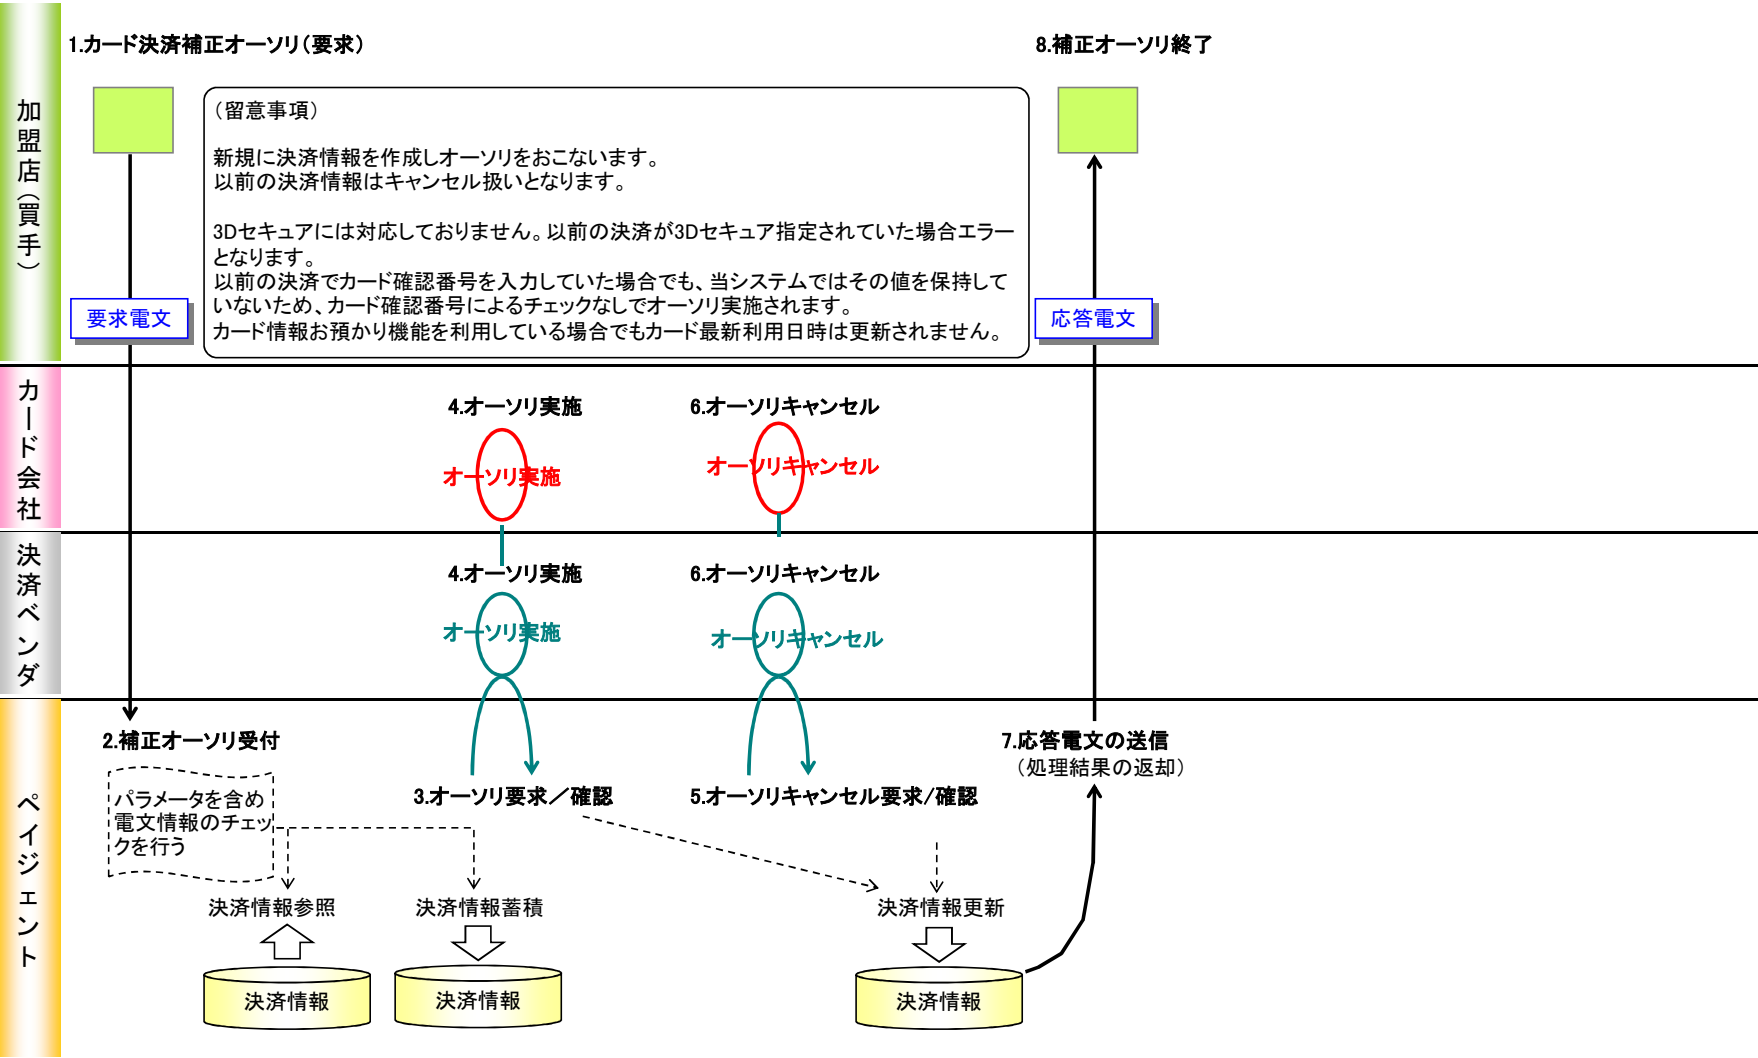 1.カード決済補正オーソリ（要求）
8.補正オーソリ終了
加盟店（買手）
（留意事項）
新規に決済情報を作成しオーソリをおこないます。
以前の決済情報はキャンセル扱いとなります。
3Dセキュアには対応しておりません。以前の決済が3Dセキュア指定されていた場合エラー
となります。
以前の決済でカード確認番号を入力していた場合でも、当システムではその値を保持して
いないため、カード確認番号によるチェックなしでオーソリ実施されます。
カード情報お預かり機能を利用している場合でもカード最新利用日時は更新されません。
要求電文
応答電文
カード会社
4.オーソリ実施
6.オーソリキャンセル
オーソリ実施
オーソリキャンセル
決済ベンダ
4.オーソリ実施
6.オーソリキャンセル
オーソリ実施
オーソリキャンセル
ペイジェント
2.補正オーソリ受付
7.応答電文の送信
（処理結果の返却）
パラメータを含め
電文情報のチェッ
クを行う
3.オーソリ要求／確認
5.オーソリキャンセル要求/確認
決済情報参照
決済情報蓄積
決済情報更新
決済情報
決済情報
決済情報